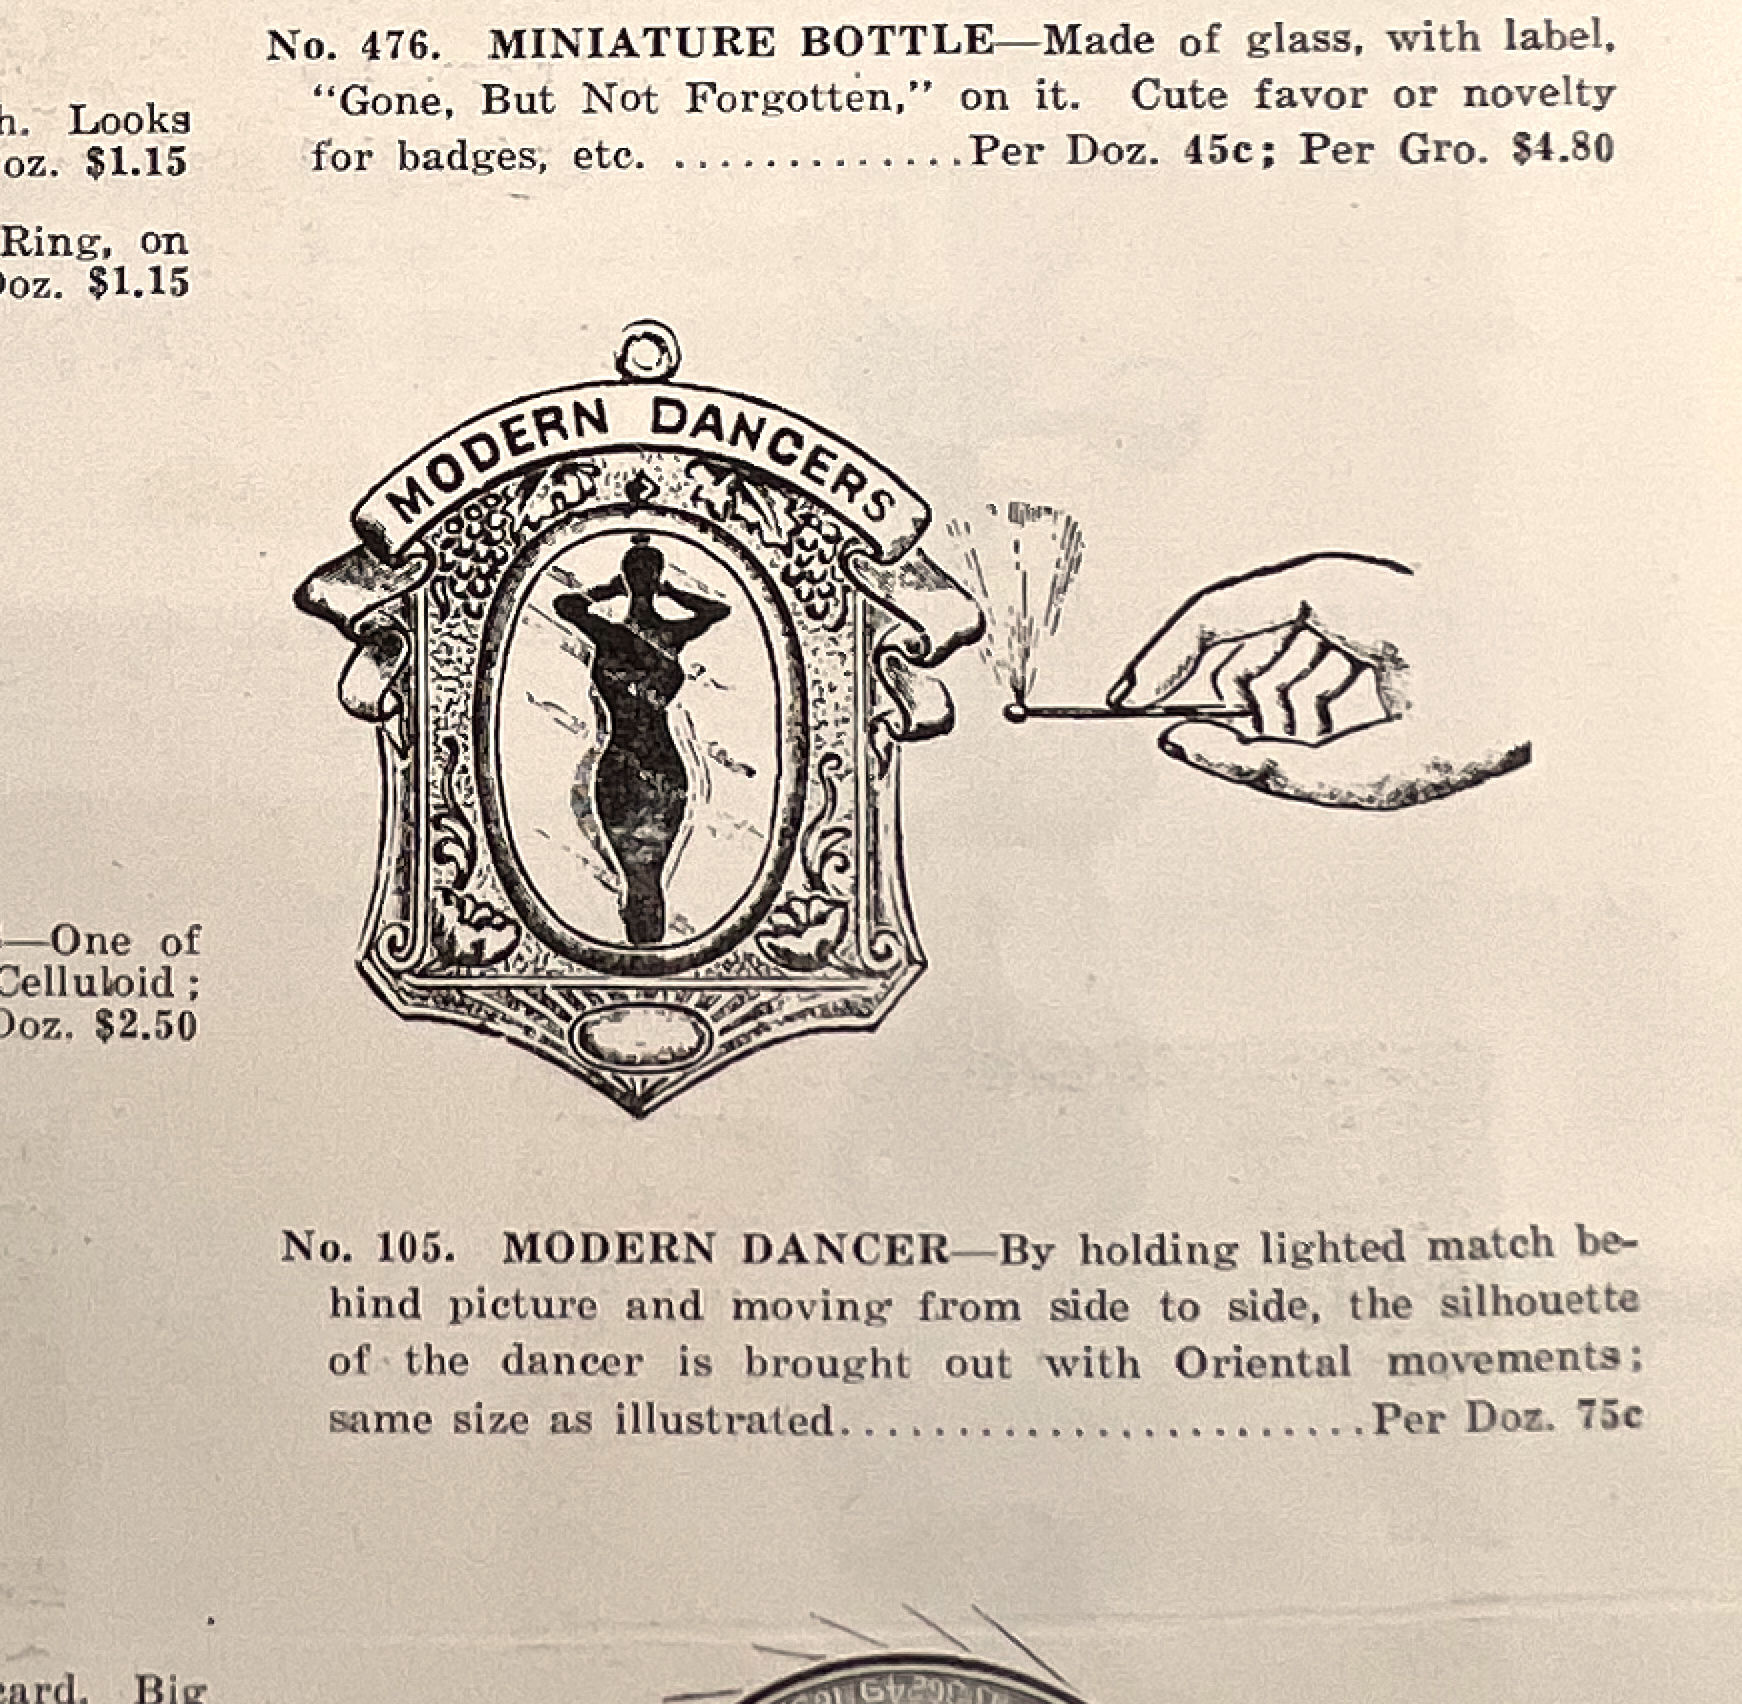 h. Looks
oz. $1.15
Ring, on
Doz. $1.15
—One of
Celluloid;
Doz. $2.50
card. Big
No. 476. MINIATURE BOTTLE—Made of glass, with label,
"Gone, But Not Forgotten," on it. Cute favor or novelty
for badges, etc. .............Per Doz. 45c; Per Gro. $4.80
MODERN DANCERS
No. 105. MODERN DANCER—By holding lighted match be-
hind picture and moving from side to side, the silhouette
of the dancer is brought out with Oriental movements;
same size as illustrated.......................Per Doz. 75c